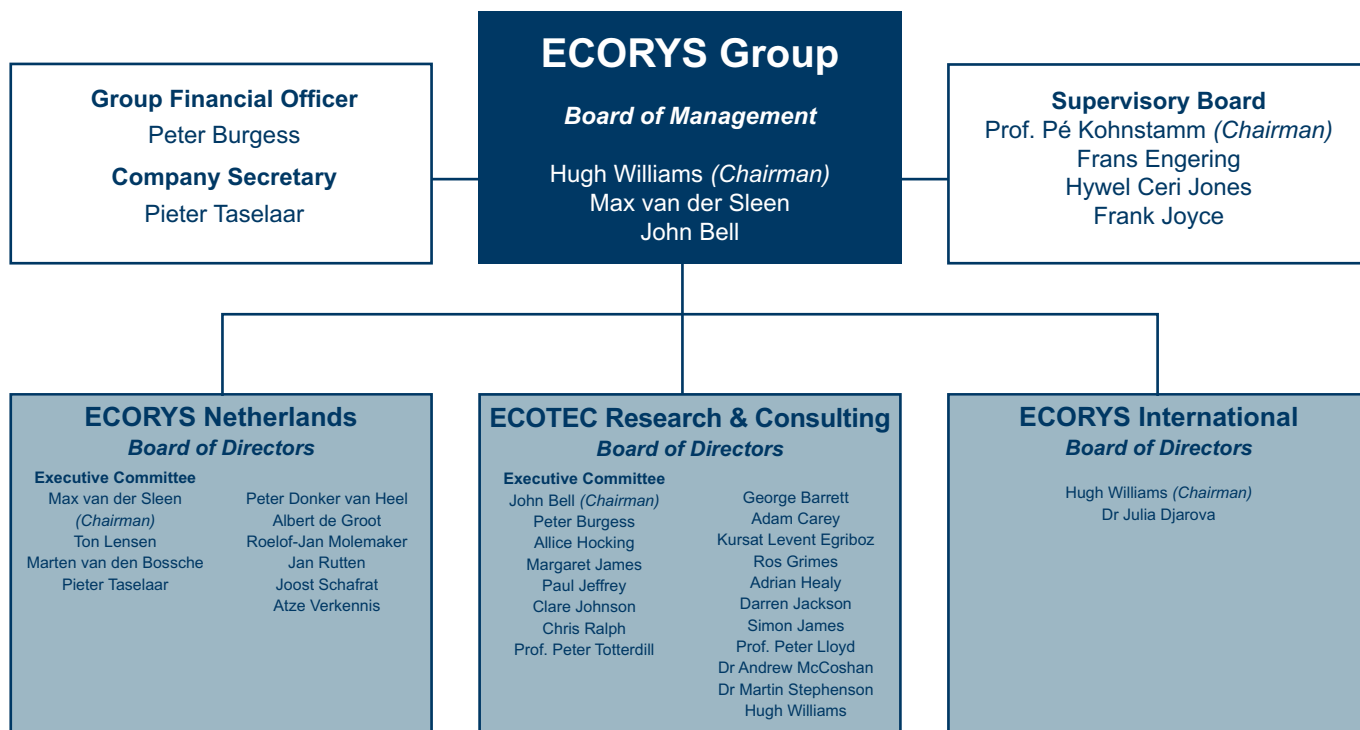 ECORYS Group
Board of Management
Hugh Williams (Chairman)
Max van der Sleen
John Bell
Group Financial Officer
Peter Burgess
Company Secretary
Pieter Taselaar
Supervisory Board
Prof. Pé Kohnstamm (Chairman)
Frans Engering
Hywel Ceri Jones
Frank Joyce
ECORYS Netherlands
Board of Directors
Executive Committee
Max van der Sleen
(Chairman)
Ton Lensen
Marten van den Bossche
Pieter Taselaar
Peter Donker van Heel
Albert de Groot
Roelof-Jan Molemaker
Jan Rutten
Joost Schafrat
Atze Verkennis
ECOTEC Research & Consulting
Board of Directors
Executive Committee
John Bell (Chairman)
Peter Burgess
Allice Hocking
Margaret James
Paul Jeffrey
Clare Johnson
Chris Ralph
Prof. Peter Totterdill
George Barrett
Adam Carey
Kursat Levent Egriboz
Ros Grimes
Adrian Healy
Darren Jackson
Simon James
Prof. Peter Lloyd
Dr Andrew McCoshan
Dr Martin Stephenson
Hugh Williams
ECORYS International
Board of Directors
Hugh Williams (Chairman)
Dr Julia Djarova